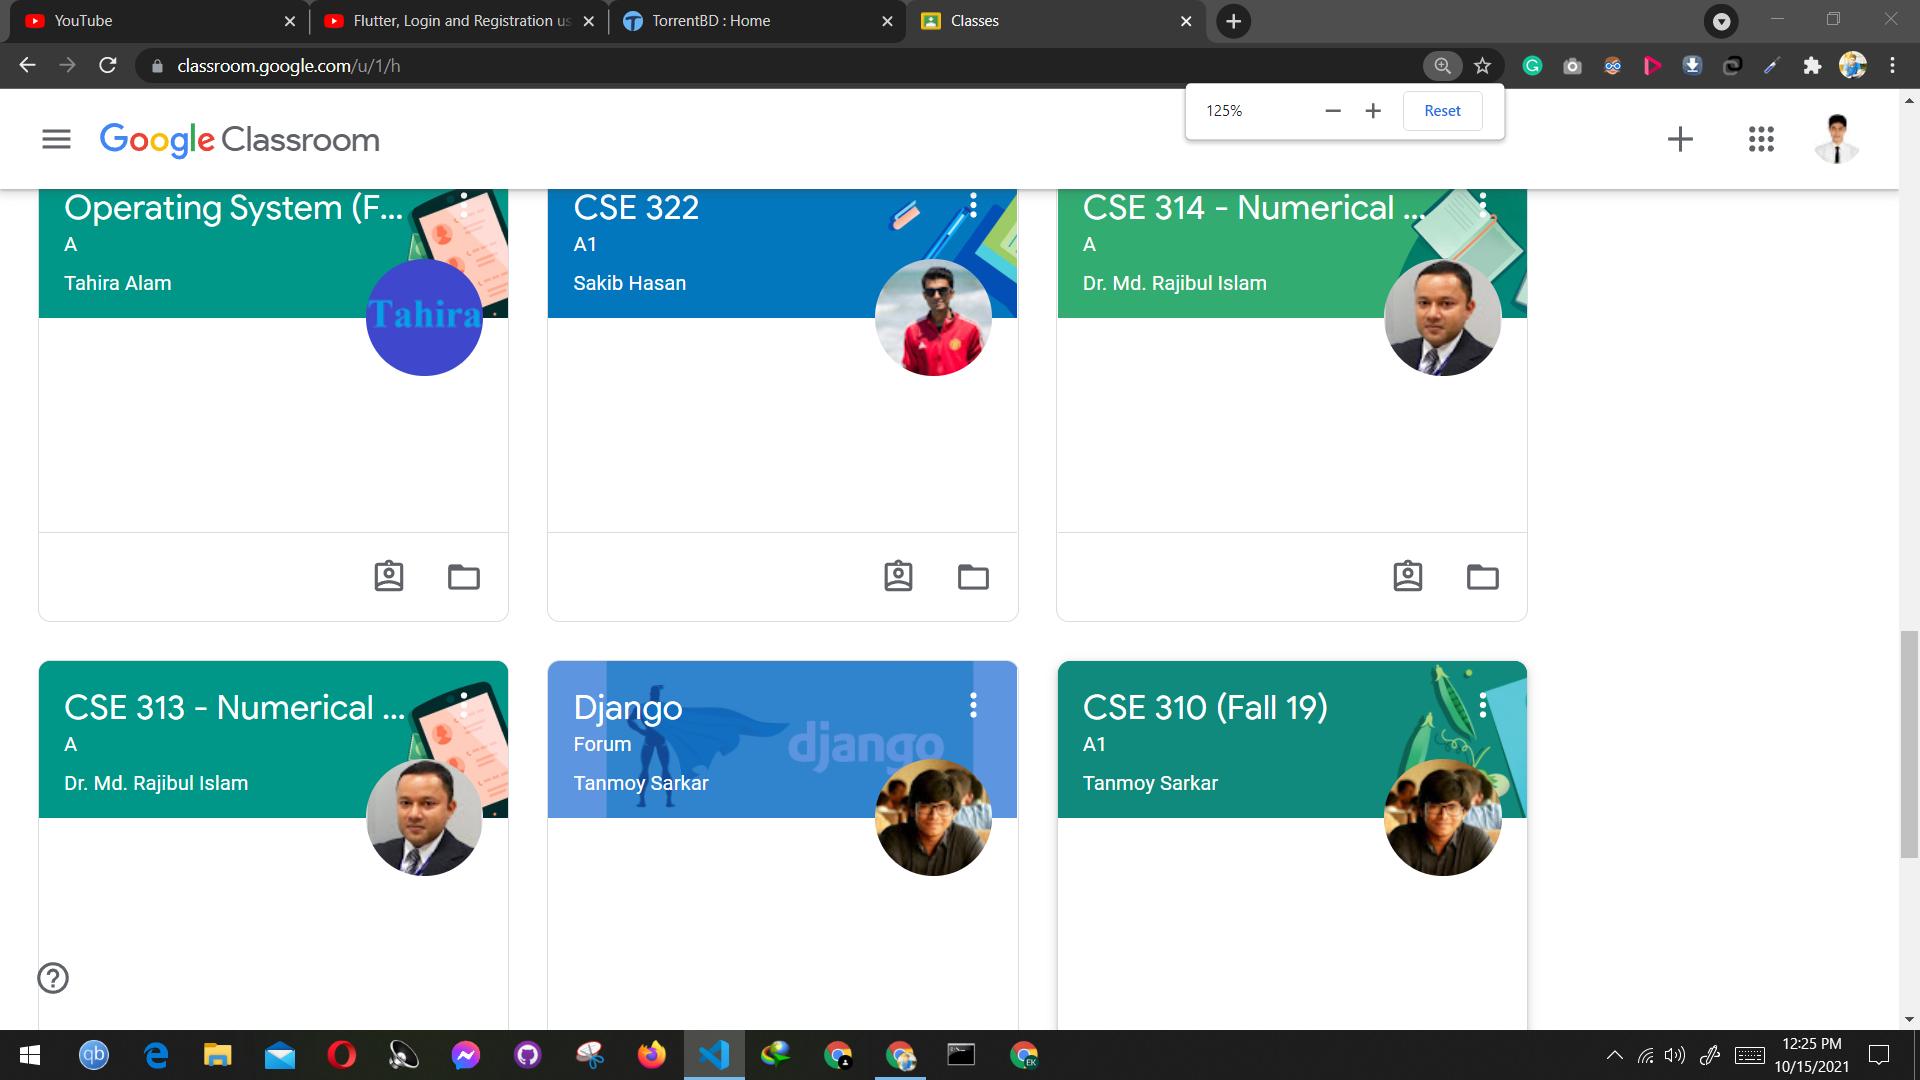 YouTube
Flutter, Login and Registration us
TorrentBD : Home
Classes
classroom.google.com/u/1/h
125%
Reset
Google Classroom
Operating System (F...
A
Tahira Alam
Tahira
CSE 322
A1
Sakib Hasan
CSE 314 - Numerical ...
A
Dr. Md. Rajibul Islam
CSE 313 - Numerical ...
A
Dr. Md. Rajibul Islam
Django
Forum
django
Tanmoy Sarkar
CSE 310 (Fall 19)
A1
Tanmoy Sarkar
qb
EK
12:25 PM
10/15/2021